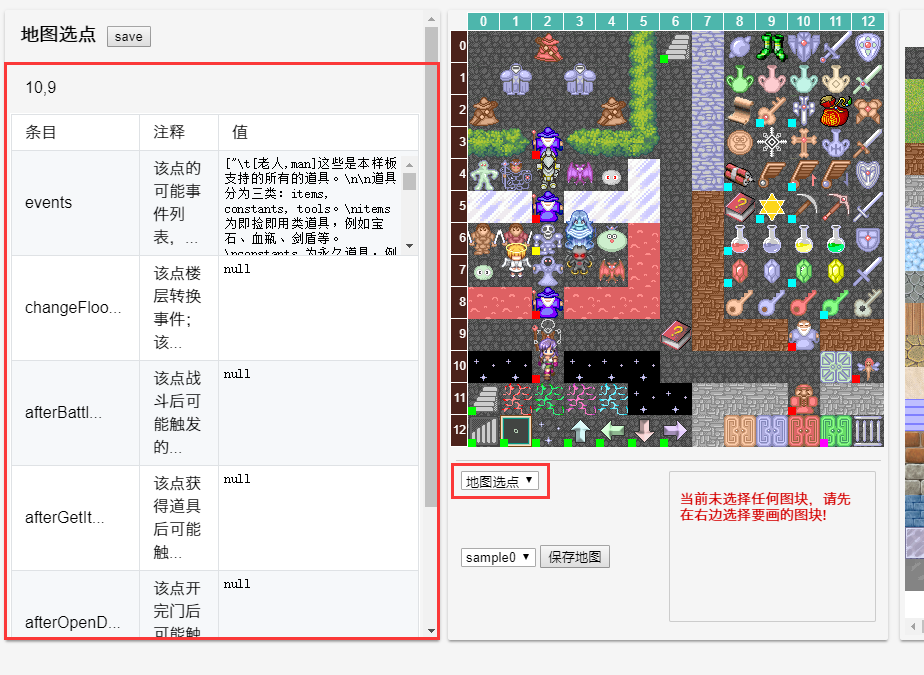 地图选点 save
10,9
条目 注释 值
events
该点的
可能事
件列
表，...
["\t[老人,man]这些是本样板
支持的所有的道具。\n\n道具
分为三类：items,
constants, tools。\nitems
为即捡即用类道具，例如宝
石、血瓶、剑盾等。
\nconstants 为永久道具，例
changeFloo...
该点楼
层转换
事件；
该...
null
afterBattl...
该点战
斗后可
能触发
的...
null
afterGetIt...
该点获
得道具
后可能
触...
null
afterOpenD...
该点开
完门后
可能触
null
0 1 2 3 4 5 6 7 8 9 10 11 12
0
1
2
3
4
5
6
7
8
9
10
11
12
地图选点
sample0 保存地图
当前未选择任何图块，请先
在右边选择要画的图块!